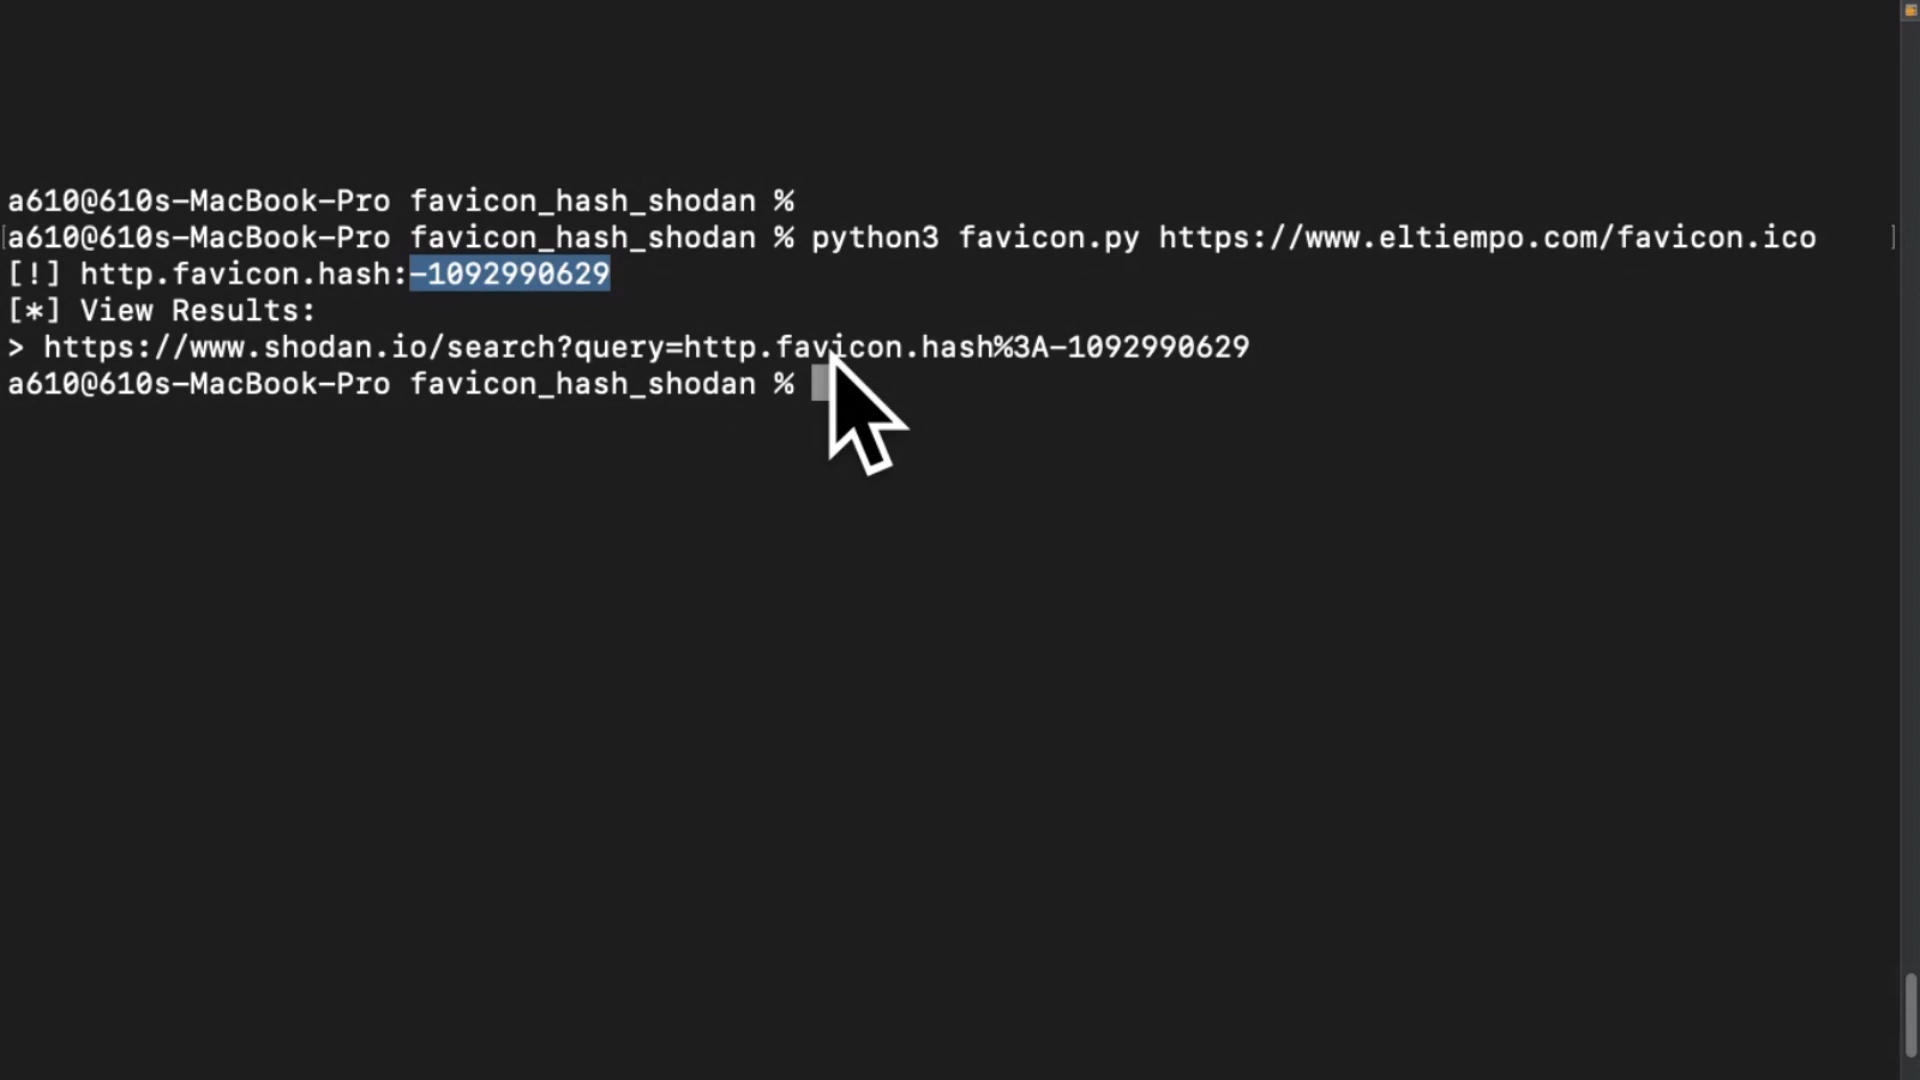 a610@610s-MacBook-Pro favicon_hash_shodan %
[a610@610s-MacBook-Pro favicon_hash_shodan % python3 favicon.py https://www.eltiempo.com/favicon.ico ]
[!] http.favicon.hash:-1092990629
[*] View Results:
> https://www.shodan.io/search?query=http.favicon.hash%3A-1092990629
a610@610s-MacBook-Pro favicon_hash_shodan %